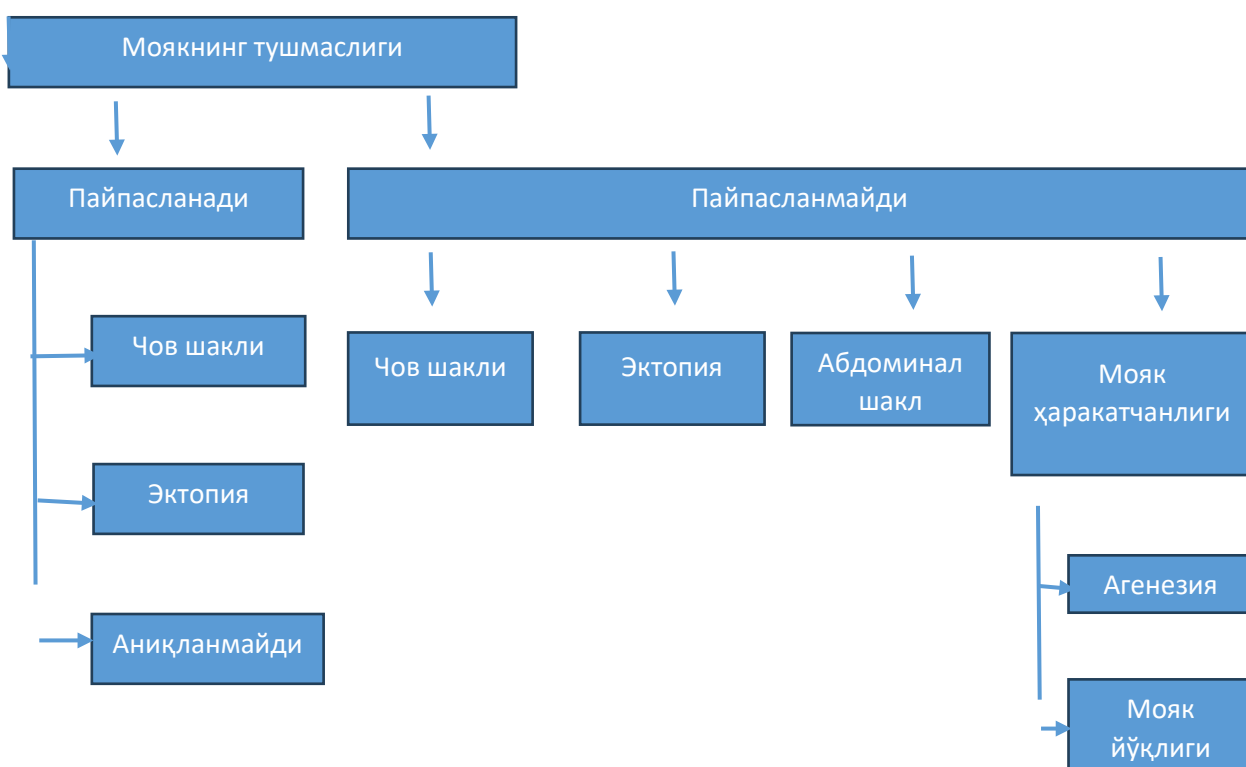 Моякнинг тушмаслиги
Пайпасланади
Пайпасланмайди
Чов шакли
Чов шакли
Эктопия
Абдоминал
шакл
Мояк
ҳаракатчанлиги
Эктопия
Агенезия
Аниқланмайди
Мояк
йўқлиги